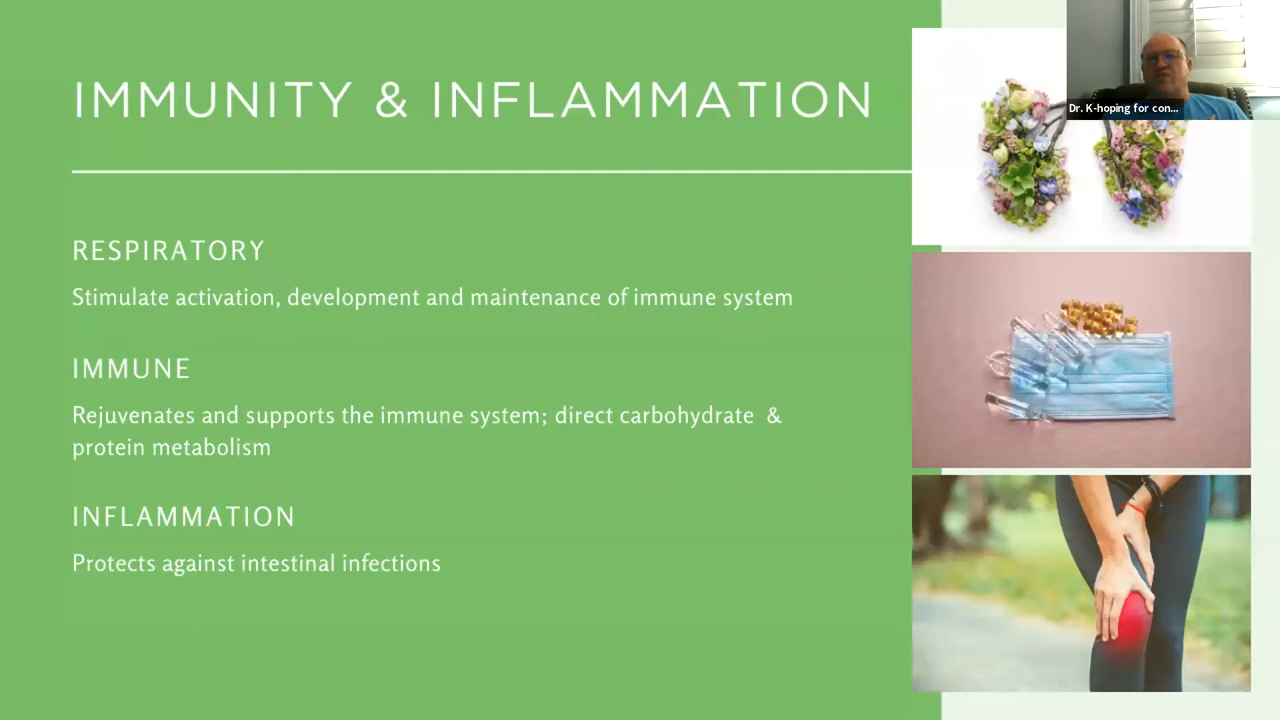 IMMUNITY & INFLAMMATION
RESPIRATORY
Stimulate activation, development and maintenance of immune system
IMMUNE
Rejuvenates and supports the immune system; direct carbohydrate &
protein metabolism
INFLAMMATION
Protects against intestinal infections
Dr. K-hoping for con...